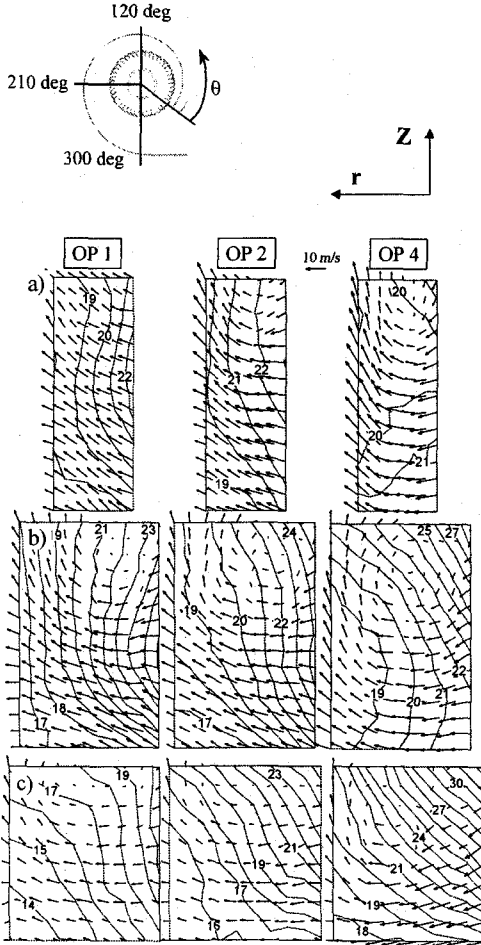 120 deg
210 deg
θ
300 deg
Z
r
OP 1 OP 2 10 m/s OP 4
a) 19 20 22
21 22 19
20 20 21
b) 19 21 23 18 17
24 19 20 22 17
25 27 22 19 20 21
c) 19 17 15 14
23 21 19 17 16
30 27 24 21 19 18